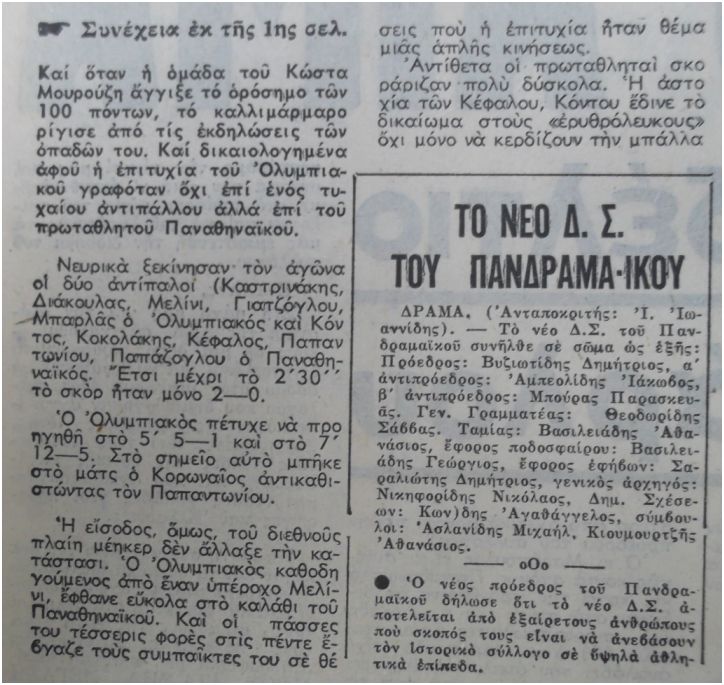 Συνέχεια ἐκ τῆς 1ης σελ.
Καί ὅταν ἡ ὁμάδα τοῦ Κώστα
Μουρούζη ἄγγιξε τό ὁρόσημο τῶν
100 πόντων, τό καλλιμάρμαρο
ρίγισε ἀπό τίς ἐκδηλώσεις τῶν
ὀπαδῶν του. Καί δικαιολογημένα
ἀφοῦ ἡ ἐπιτυχία τοῦ Ὀλυμπια-
κοῦ γραφόταν ὄχι ἐπί ἑνός τυ-
χαίου ἀντιπάλλου ἀλλά ἐπί τοῦ
πρωταθλητοῦ Παναθηναϊκοῦ.
Νευρικά ξεκίνησαν τόν ἀγῶνα
οἱ δύο ἀντίπαλοι (Καστρινάκης,
Διάκουλας, Μελίνι, Γιατζόγλου,
Μπαρλᾶς ὁ Ὀλυμπιακός καί Κόν
τος, Κοκολάκης, Κέφαλος, Παπαν
τωνίου, Παπάζογλου ὁ Παναθη-
ναϊκός. Ἔτσι μέχρι τό 2΄30΄΄
τό σκόρ ἦταν μόνο 2—0.
Ὁ Ὀλυμπιακός πέτυχε νά προ
ηγηθῆ στό 5΄ 5—1 καί στό 7΄
12—5. Στό σημεῖο αὐτό μπῆκε
στό μάτς ὁ Κορωναῖος ἀντικαθι-
στώντας τόν Παπαντωνίου.
Ἡ εἴσοδος, ὅμως, τοῦ διεθνοῦς
πλαίη μέηκερ δέν ἄλλαξε τήν κα-
τάστασι. Ὁ Ὀλυμπιακός καθοδη
γούμενος ἀπό ἕναν ὑπέροχο Μελί-
νι, ἔφθανε εὔκολα στό καλάθι τοῦ
Παναθηναϊκοῦ. Καί οἱ πάσσες
του τέσσερις φορές στίς πέντε ἔ-
βγαζε τούς συμπαῖκτες του σέ θέ
σεις πού ἡ ἐπιτυχία ἦταν θέμα
μιᾶς ἁπλῆς κινήσεως.
Ἀντίθετα οἱ πρωταθληταί σκο
ράριζαν πολύ δύσκολα. Ἡ ἀστο
χία τῶν Κέφαλου, Κόντου ἔδινε τό
δικαίωμα στούς «ἐρυθρόλευκους»
ὄχι μόνο νά κερδίζουν τήν μπάλλα
ΤΟ ΝΕΟ Δ. Σ.
ΤΟΥ ΠΑΝΔΡΑΜΑ·Ι·ΚΟΥ
ΔΡΑΜΑ, (Ἀνταποκριτής: Ἰ. Ἰω-
αννίδης). — Τό νέο Δ.Σ. τοῦ Παν-
δραμαϊκοῦ συνῆλθε σέ σῶμα ὡς ἑξῆς:
Πρόεδρος: Βυζιωτίδης Δημήτριος, α΄
ἀντιπρόεδρος: Ἀμπεολίδης Ἰάκωβος,
β΄ ἀντιπρόεδρος: Μπούρας Παρασκευ-
ᾶς. Γεν. Γραμματέας: Θεοδωρίδης
Σάββας. Ταμίας: Βασιλειάδης Ἀθα-
νάσιος, ἔφορος ποδοσφαίρου: Βασιλει-
άδης Γεώργιος, ἔφορος ἐφήβων: Σα-
ραλιώτης Δημήτριος, γενικός ἀρχηγός:
Νικηφορίδης Νικόλαος, Δημ. Σχέσε-
ων: Κων)δης Ἀγαθάγγελος, σύμβου-
λοι: Ἀσλανίδης Μιχαήλ, Κιουμουρτζῆς
Ἀθανάσιος.
—— οOο ——
● Ὁ νέος πρόεδρος τοῦ Πανδρα-
μαϊκοῦ δήλωσε ὅτι τό νέο Δ.Σ. ἀ-
ποτελεῖται ἀπό ἐξαίρετους ἀνθρώπους
πού σκοπός τους εἶναι νά ἀνεβάσουν
τόν ἱστορικό σύλλογο σέ ὑψηλά ἀθλη-
τικά ἐπίπεδα.